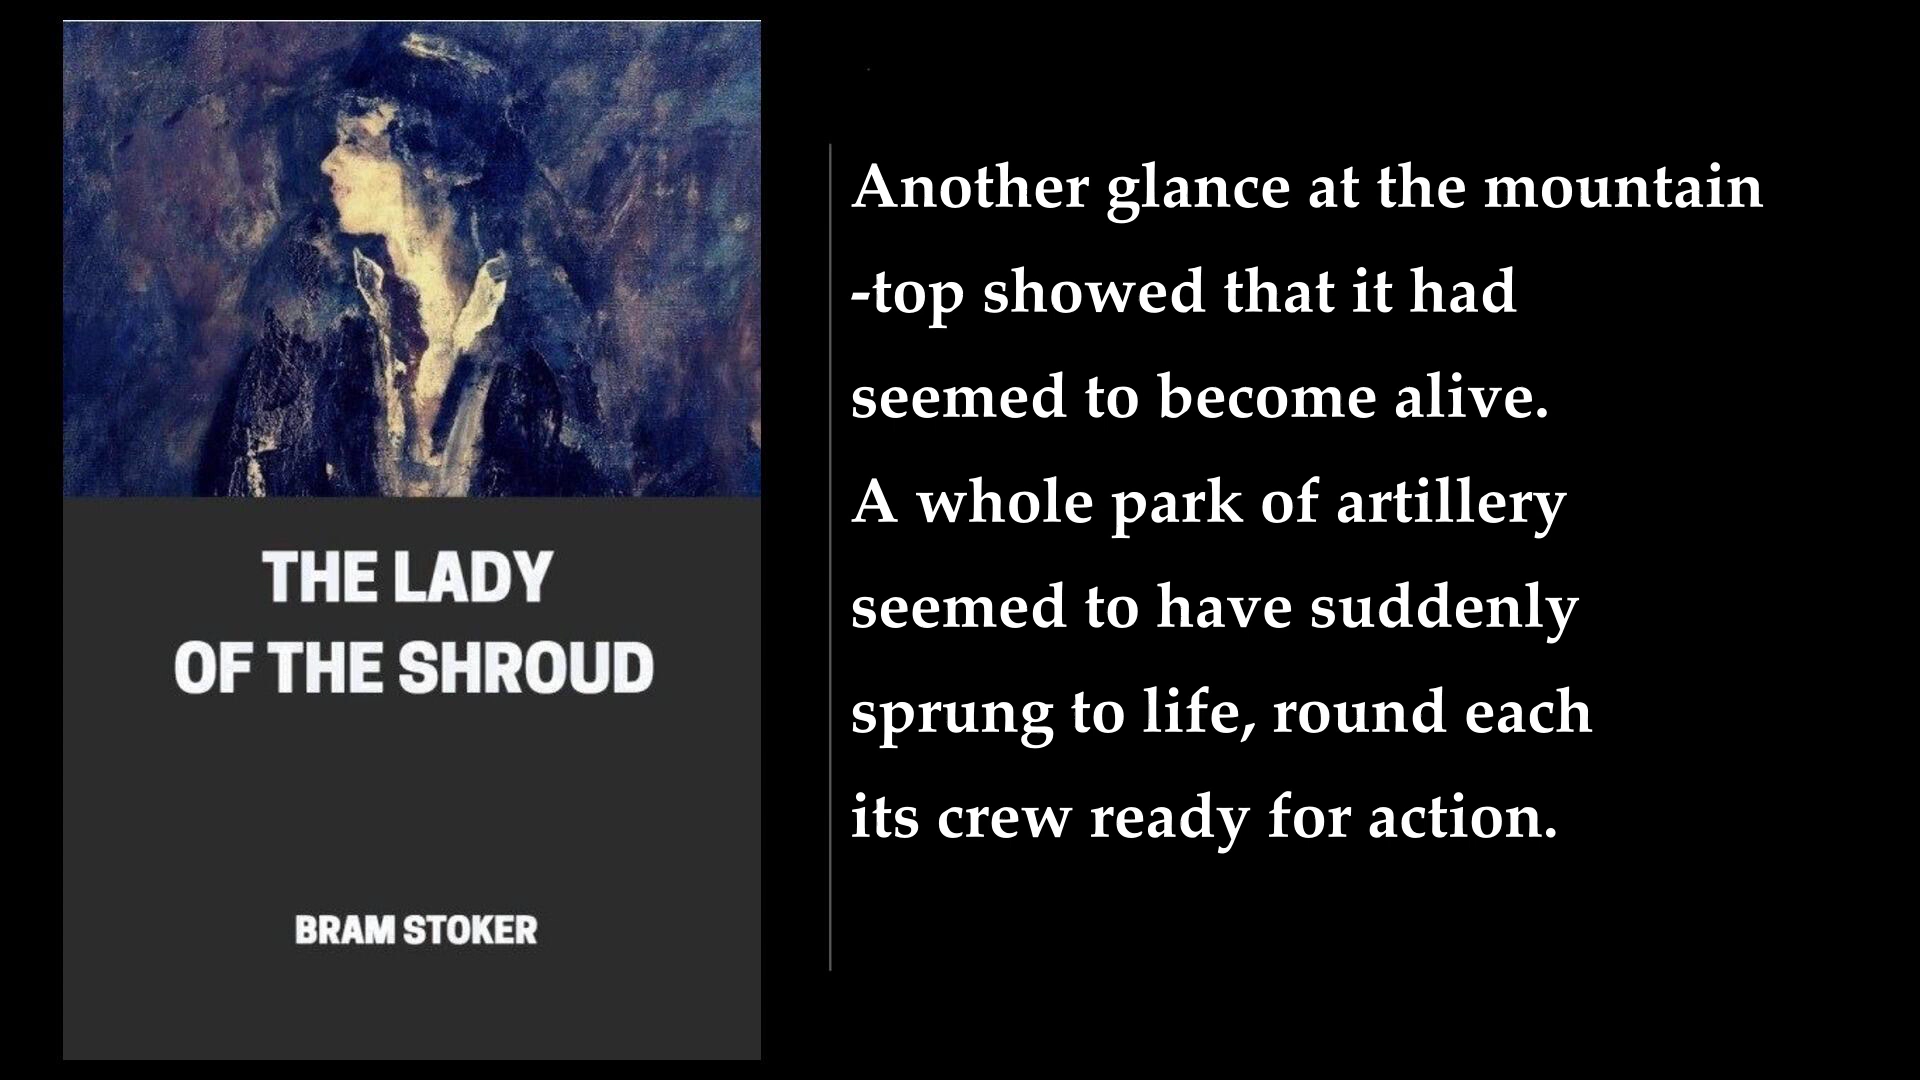 THE LADY
OF THE SHROUD
BRAM STOKER
Another glance at the mountain
-top showed that it had
seemed to become alive.
A whole park of artillery
seemed to have suddenly
sprung to life, round each
its crew ready for action.